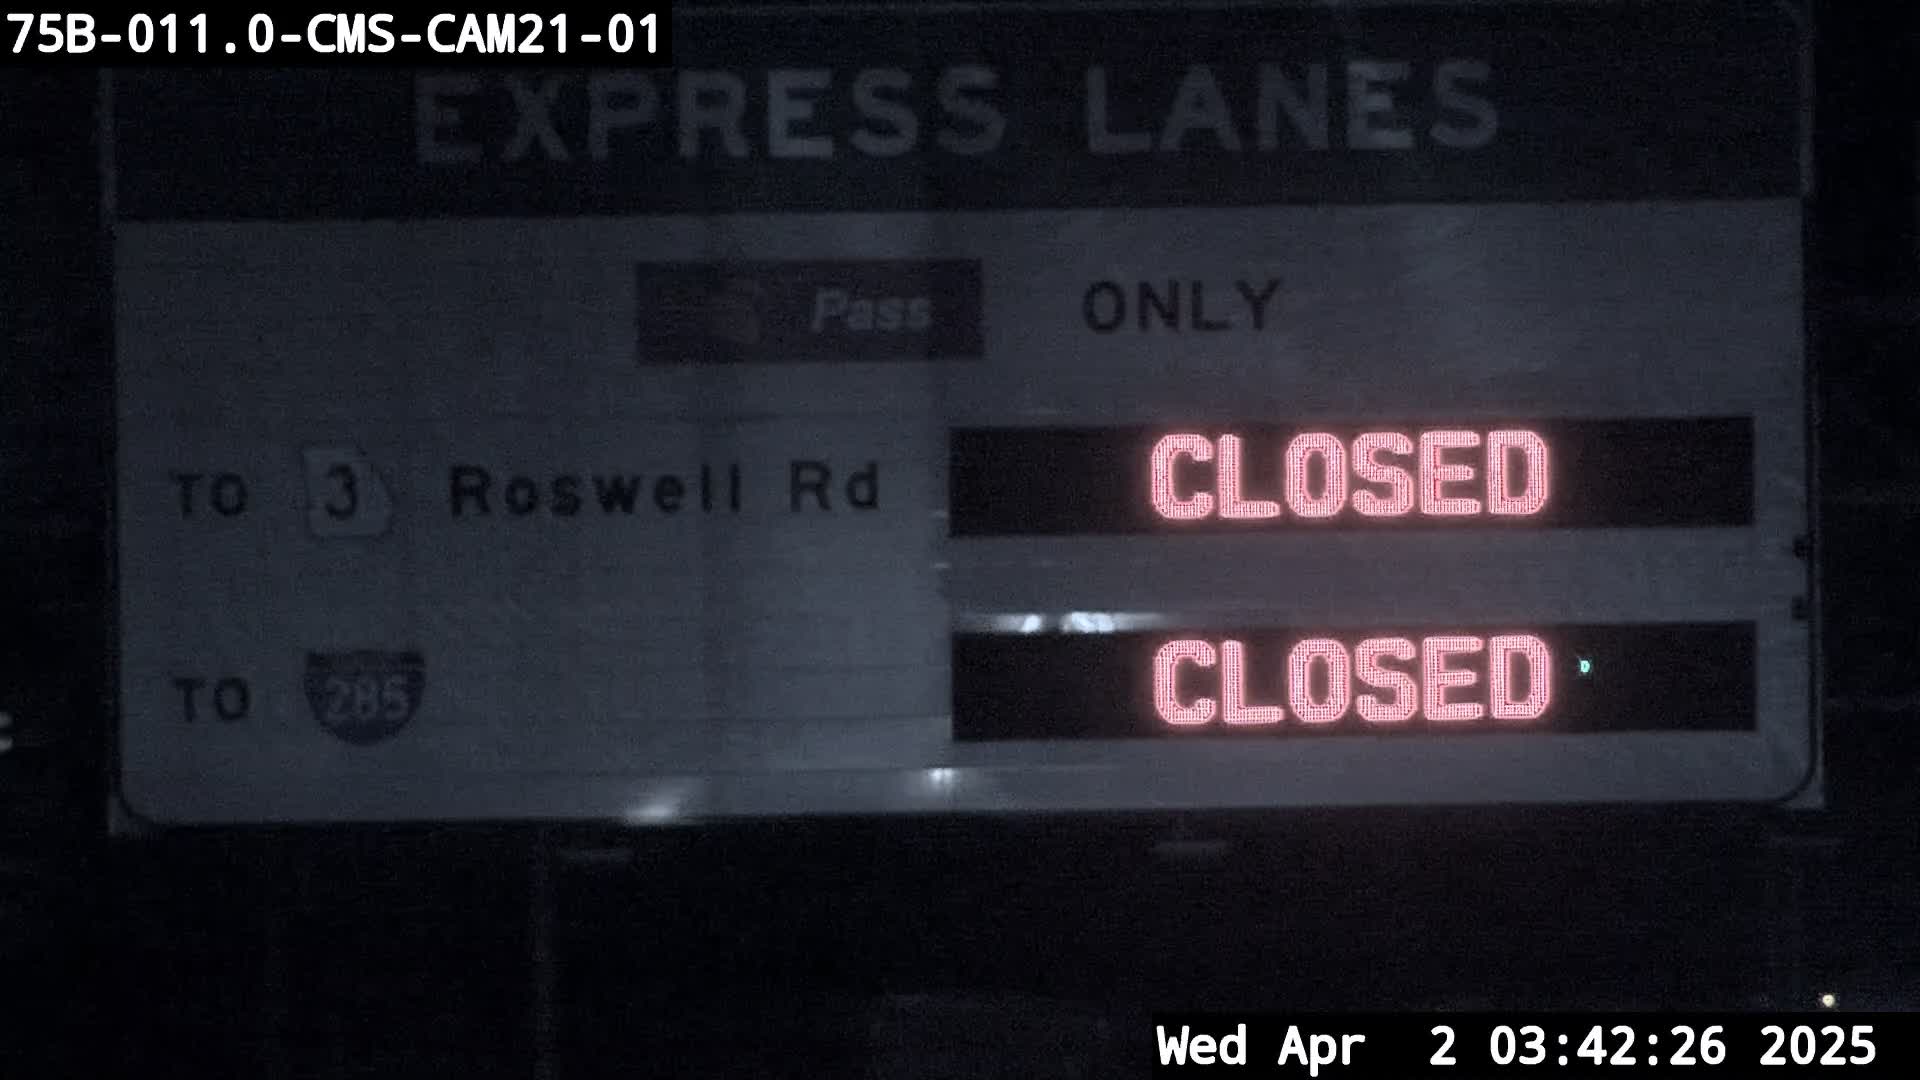 75B-011.0-CMS-CAM21-01
EXPRESS LANES
Pass ONLY
TO 3 Roswell Rd CLOSED
TO 285 CLOSED
Wed Apr 2 03:42:26 2025